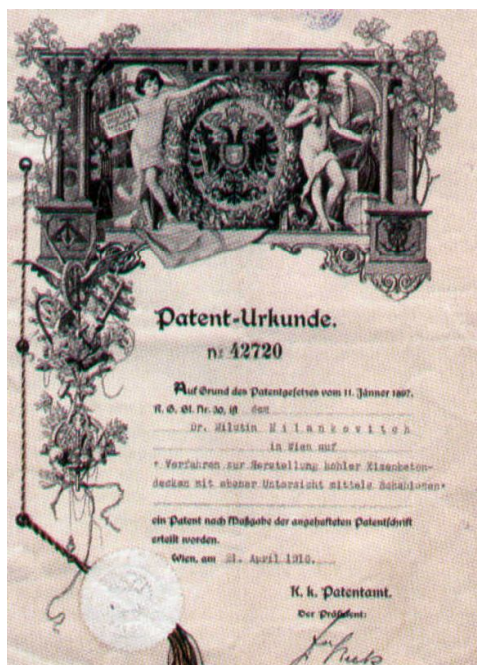 Patent-Urkunde.
Nº 42720
Auf Grund des Patentgesetzes vom 11. Jänner 1897,
R. G. Bl. Nr. 30, ist dem
Dr. Milutin Milankovitch
in Wien auf
"Verfahren zur Herstellung hohler Eisenbeton-
decken mit ebener Untersicht mittels Schablonen"
ein Patent nach Maßgabe der angehefteten Patentschrift
erteilt worden.
Wien, am 21. April 1910.
K. k. Patentamt.
Der Präsident: